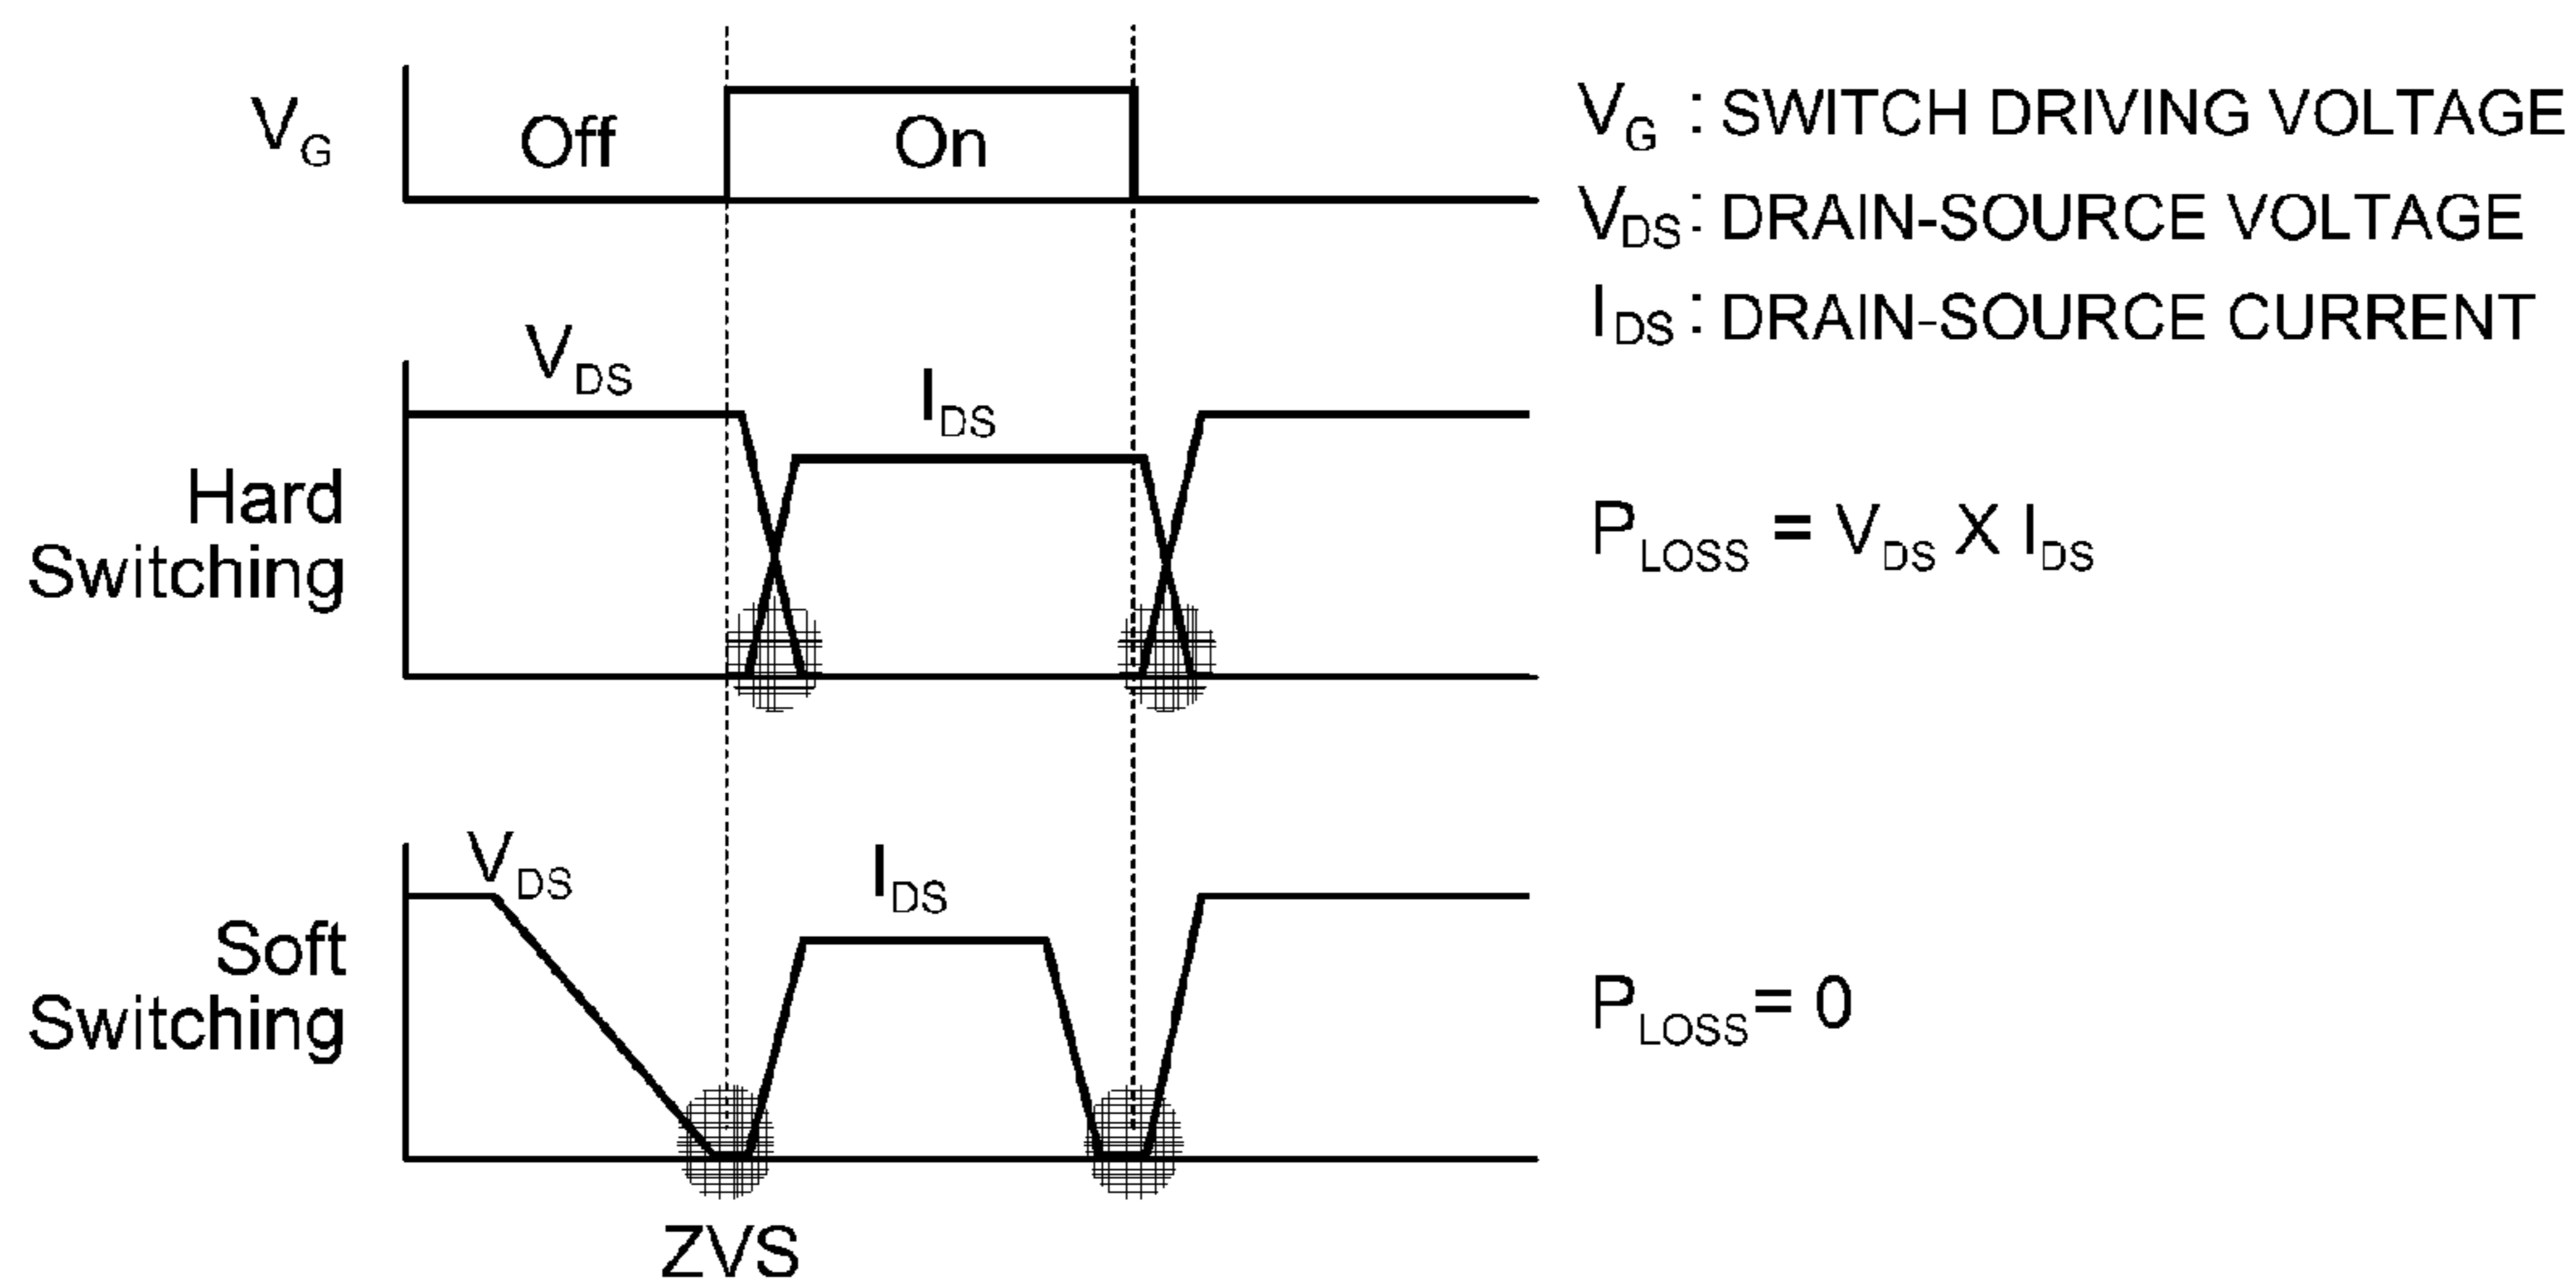 V_G
Off
On
V_G : SWITCH DRIVING VOLTAGE
V_DS : DRAIN-SOURCE VOLTAGE
I_DS : DRAIN-SOURCE CURRENT
V_DS
I_DS
Hard
Switching
P_LOSS = V_DS X I_DS
V_DS
I_DS
Soft
Switching
P_LOSS = 0
ZVS